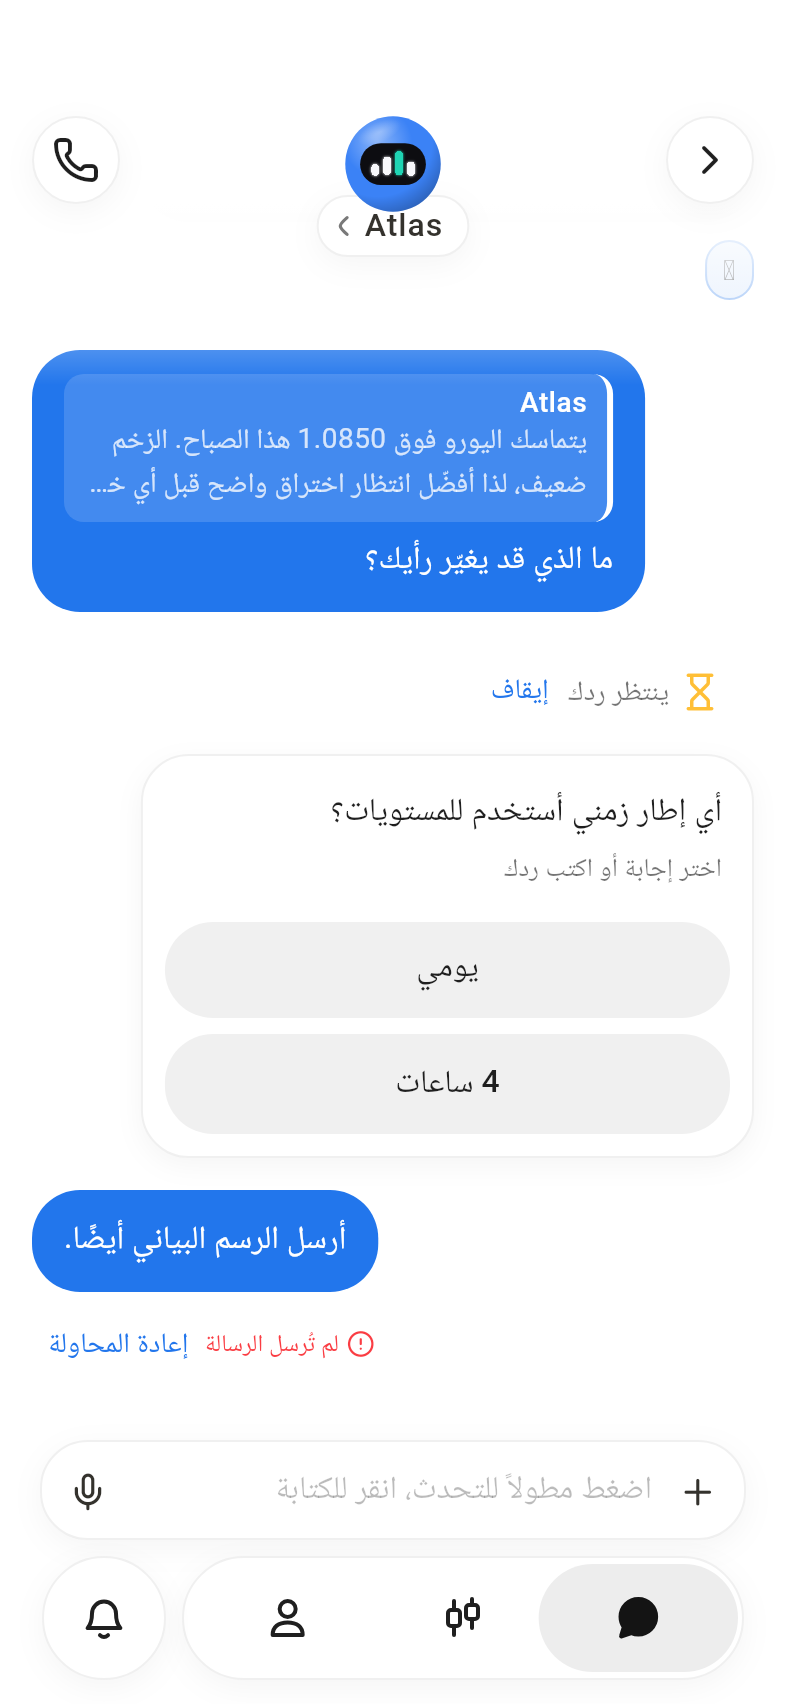 Atlas
Atlas
يتماسك اليورو فوق 1.0850 هذا الصباح. الزخم
ضعيف، لذا أفضّل انتظار اختراق واضح قبل أي خـ...
ما الذي قد يغيّر رأيك؟
ينتظر ردك إيقاف
أي إطار زمني أستخدم للمستويات؟
اختر إجابة أو اكتب ردك
يومي
4 ساعات
أرسل الرسم البياني أيضًا.
لم تُرسل الرسالة إعادة المحاولة
اضغط مطولاً للتحدث، انقر للكتابة